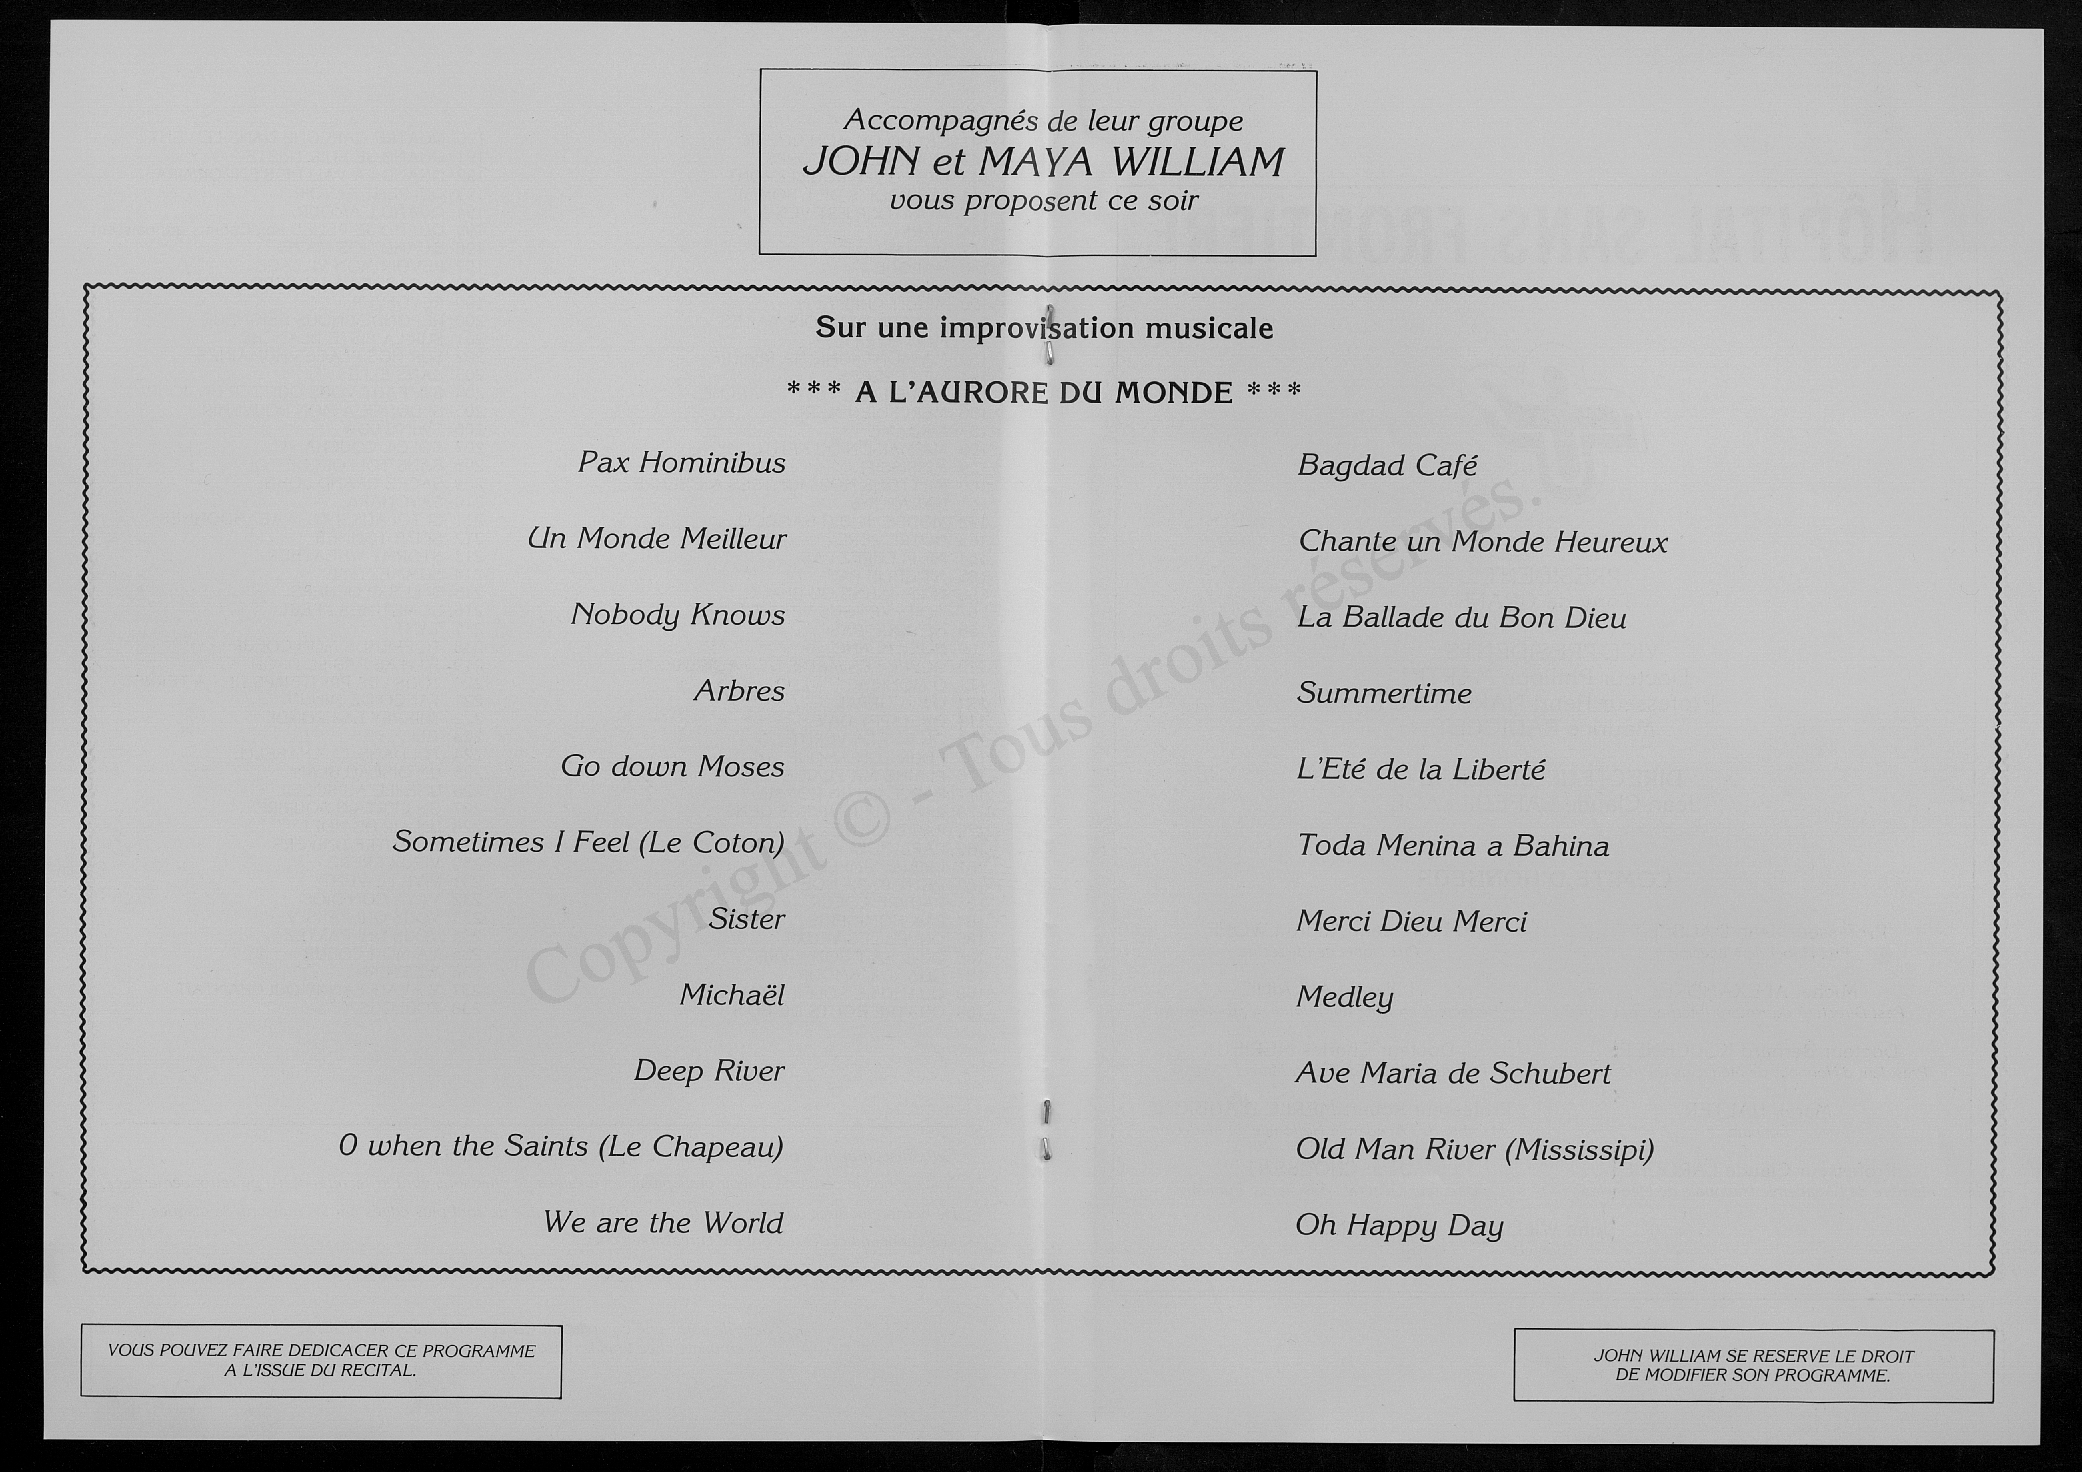 Accompagnés de leur groupe
JOHN et MAYA WILLIAM
vous proposent ce soir
Sur une improvisation musicale
*** A L'AURORE DU MONDE ***
Pax Hominibus
Un Monde Meilleur
Nobody Knows
Arbres
Go down Moses
Sometimes I Feel (Le Coton)
Sister
Michaël
Deep River
O when the Saints (Le Chapeau)
We are the World
Bagdad Café
Chante un Monde Heureux
La Ballade du Bon Dieu
Summertime
L'Eté de la Liberté
Toda Menina a Bahina
Merci Dieu Merci
Medley
Ave Maria de Schubert
Old Man River (Mississipi)
Oh Happy Day
VOUS POUVEZ FAIRE DEDICACER CE PROGRAMME
A L'ISSUE DU RECITAL.
JOHN WILLIAM SE RESERVE LE DROIT
DE MODIFIER SON PROGRAMME.
Copyright © - Tous droits réservés.